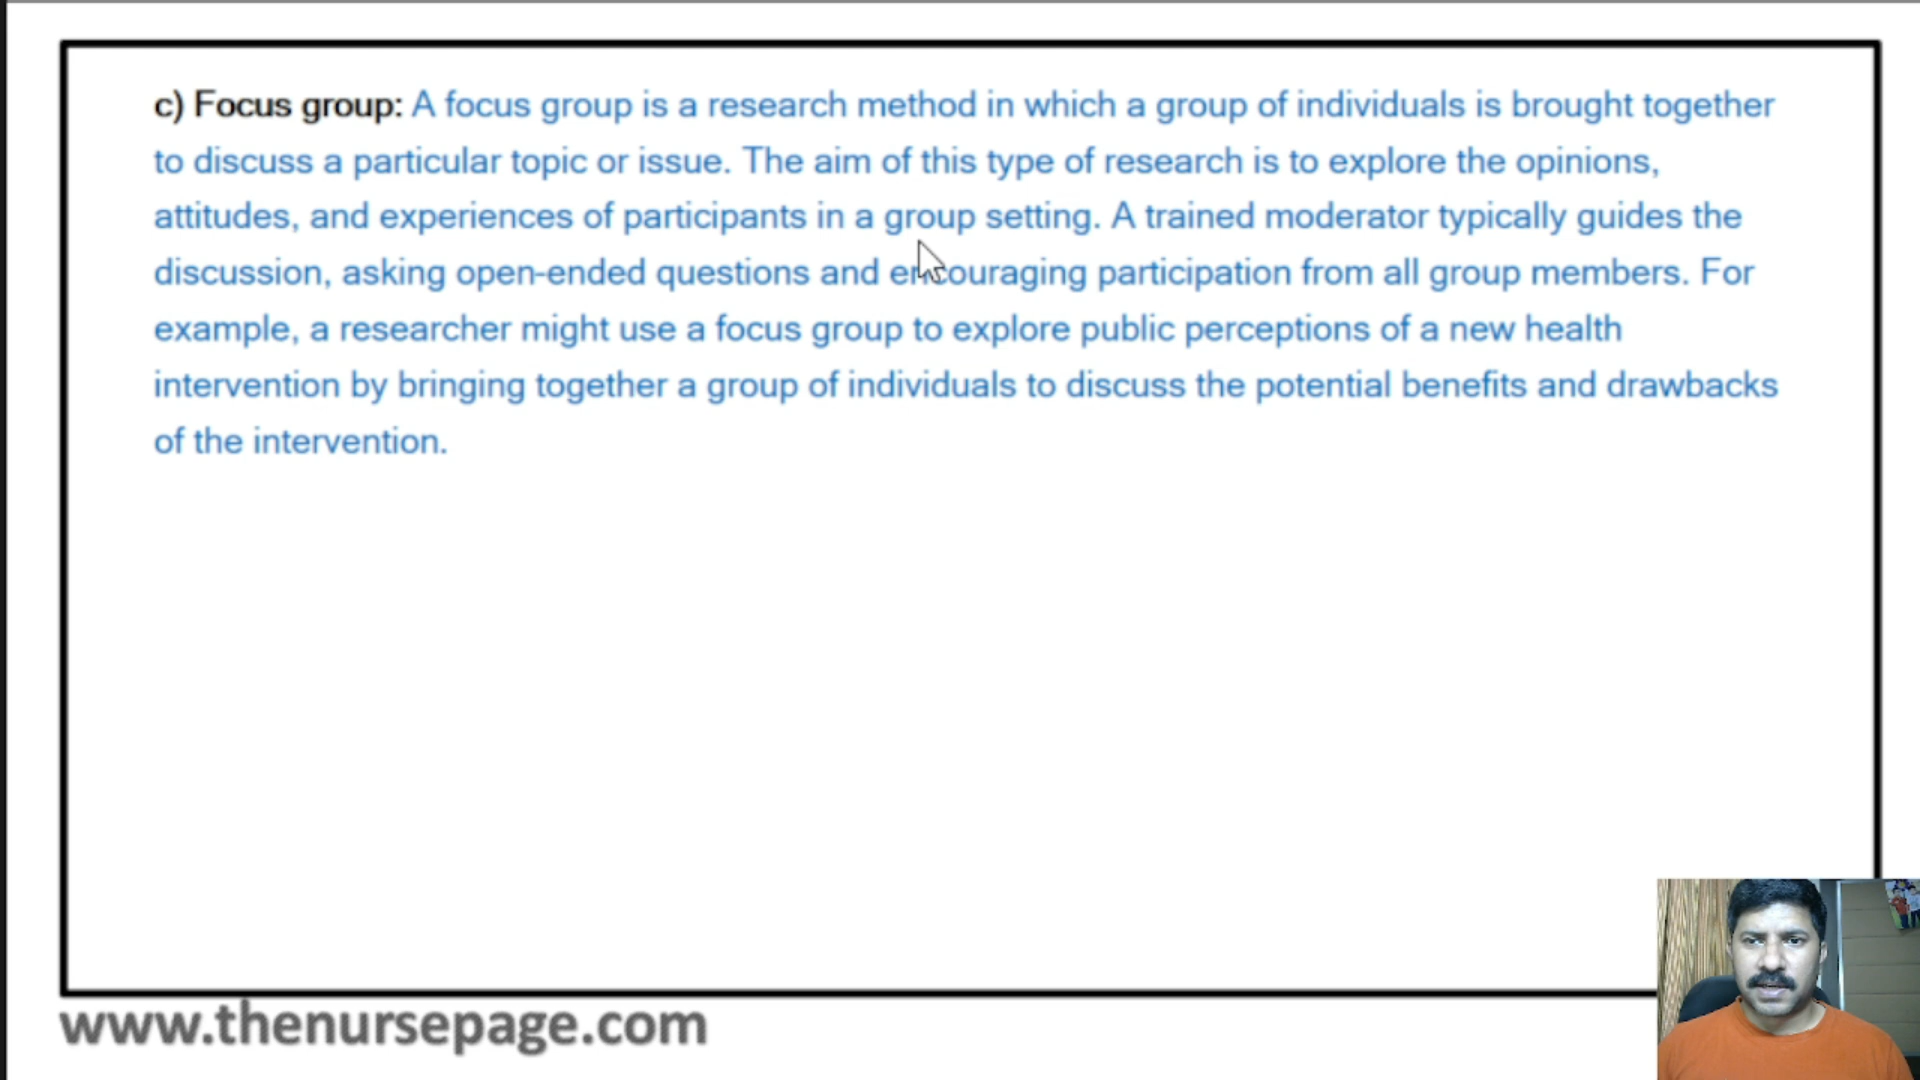 c) Focus group: A focus group is a research method in which a group of individuals is brought together
to discuss a particular topic or issue. The aim of this type of research is to explore the opinions,
attitudes, and experiences of participants in a group setting. A trained moderator typically guides the
discussion, asking open-ended questions and encouraging participation from all group members. For
example, a researcher might use a focus group to explore public perceptions of a new health
intervention by bringing together a group of individuals to discuss the potential benefits and drawbacks
of the intervention.
www.thenursepage.com